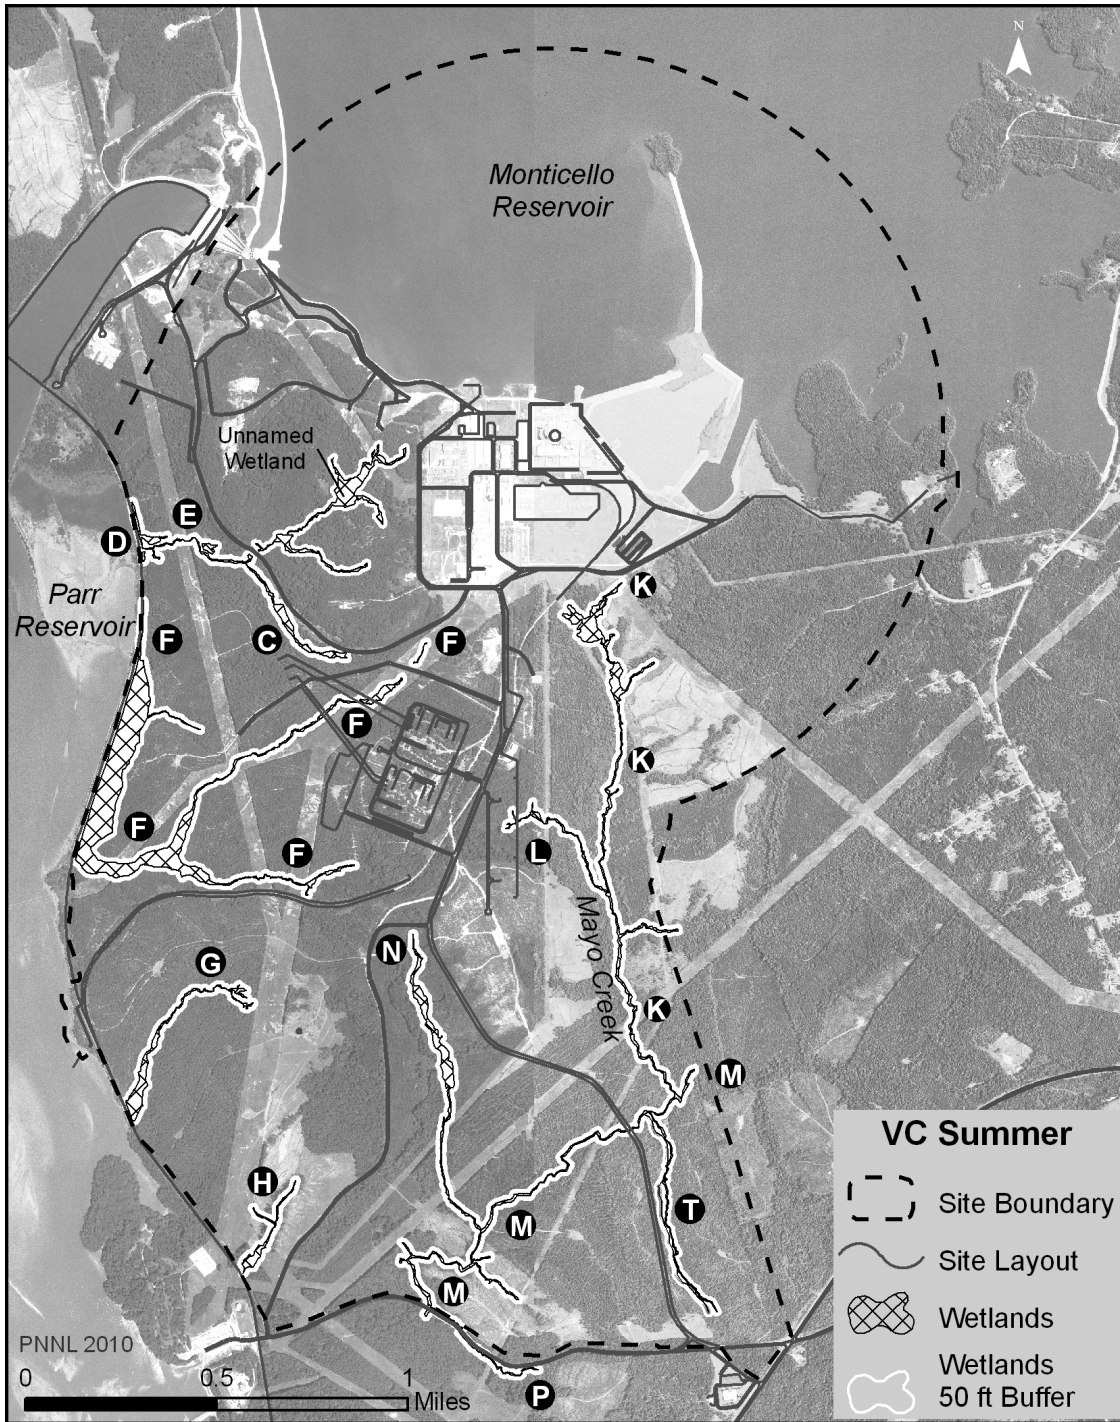 N
Monticello
Reservoir
Unnamed
Wetland
E
D
Parr
Reservoir
K
F
C
F
F
K
F
F
L
Mayo Creek
N
G
K
M
H
T
M
M
P
VC Summer
Site Boundary
Site Layout
Wetlands
Wetlands
50 ft Buffer
PNNL 2010
0
0.5
1
Miles